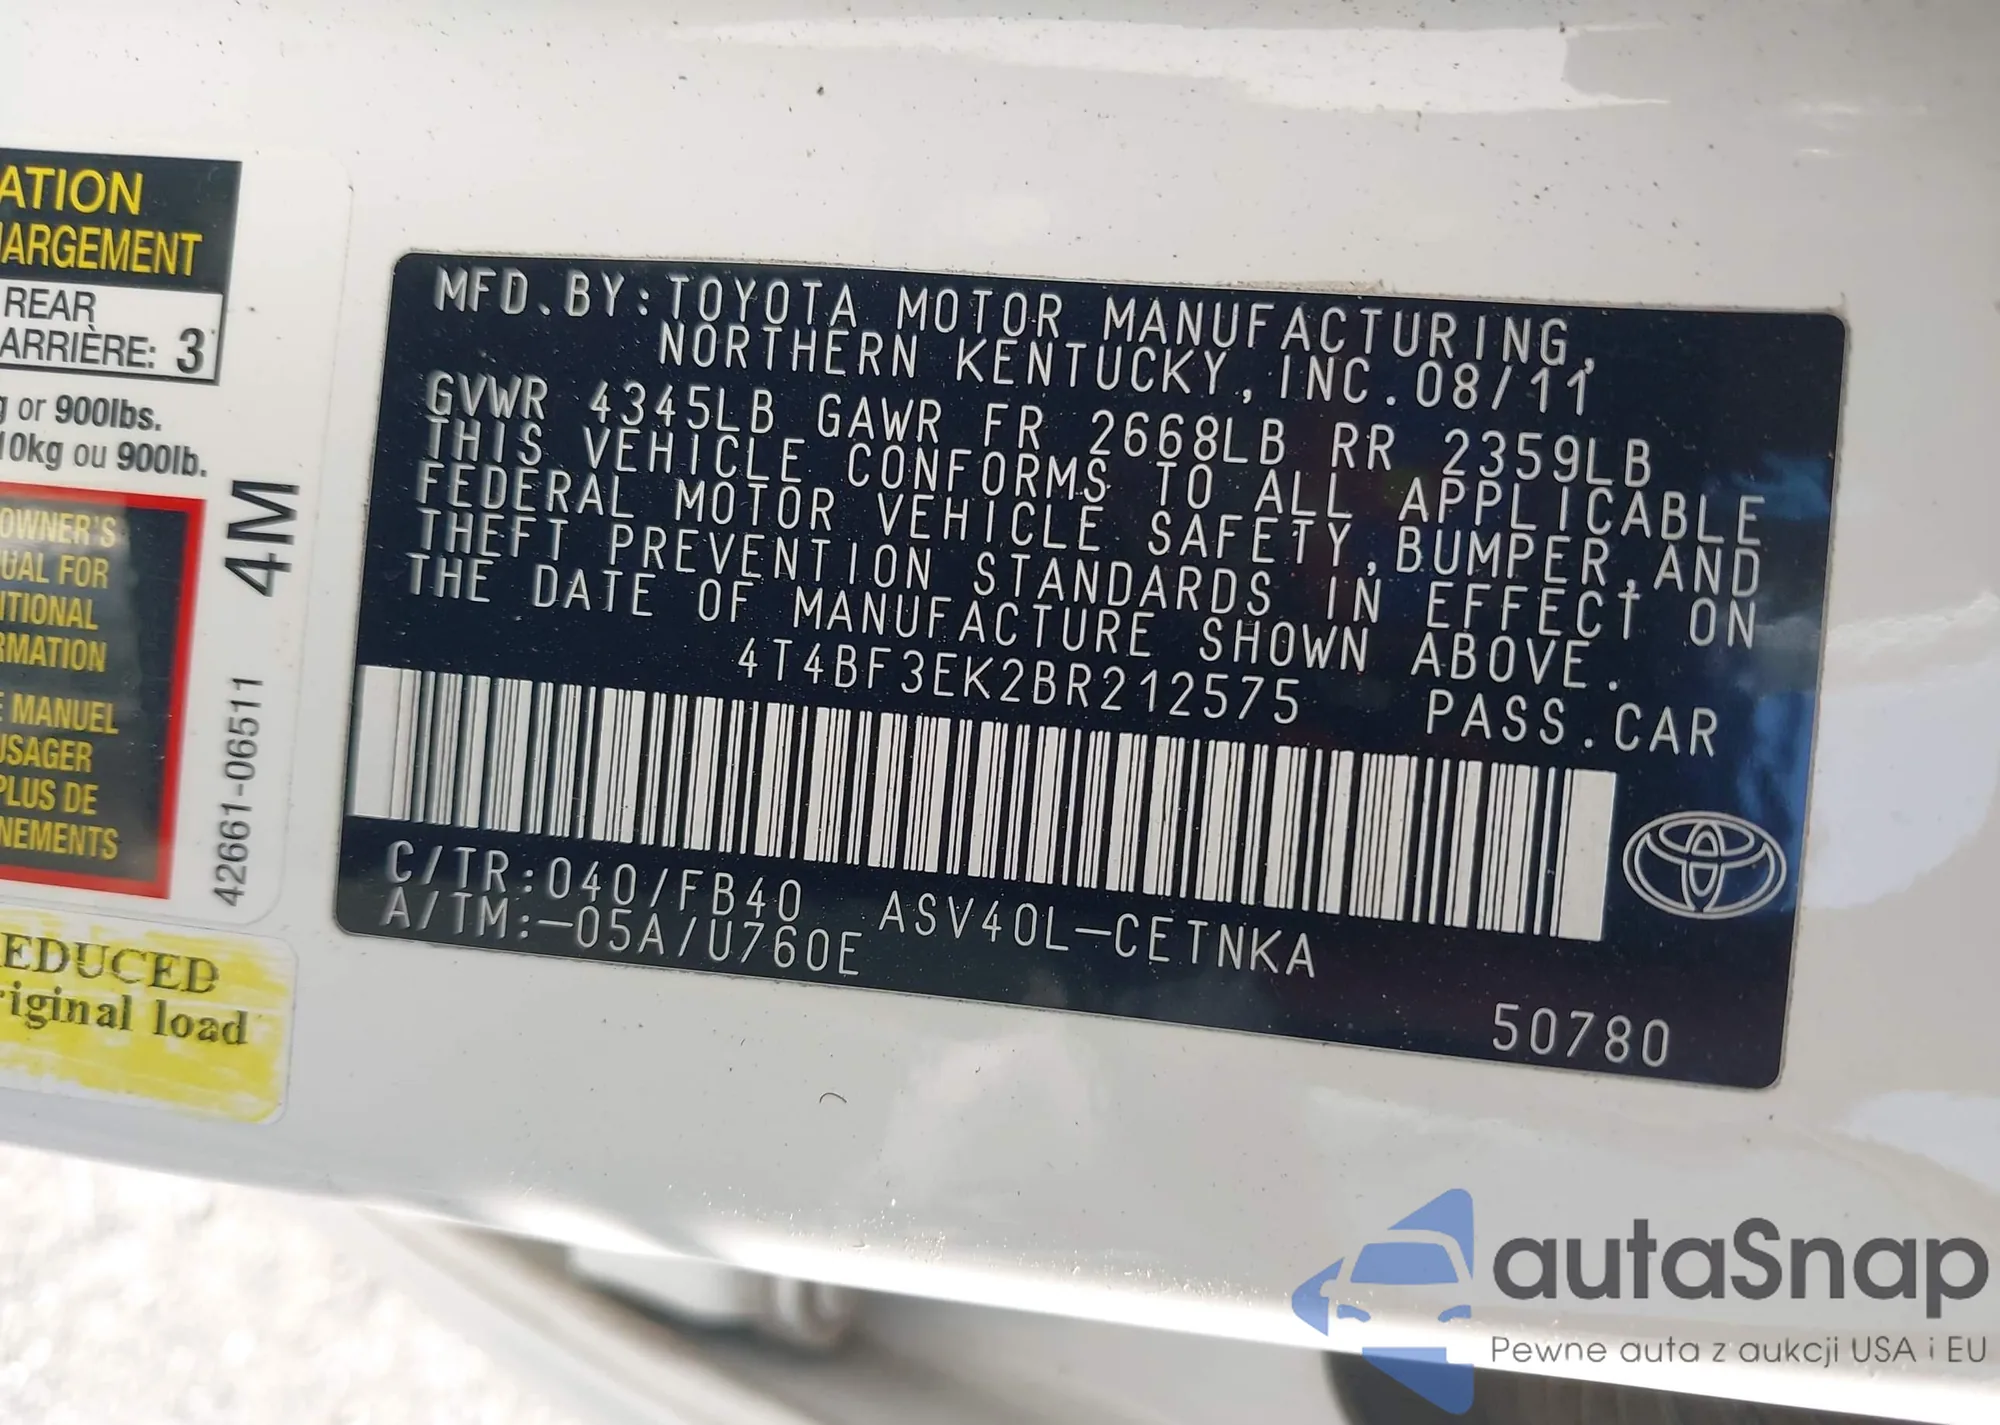 ATION
ARGEMENT
REAR
ARRIÈRE: 3
g or 900lbs.
10kg ou 900lb.
OWNER'S
UAL FOR
ITIONAL
RMATION
E MANUEL
USAGER
PLUS DE
NEMENTS
4M
42661-06511
EDUCED
riginal load
MFD.BY:TOYOTA MOTOR MANUFACTURING,
NORTHERN KENTUCKY,INC.08/11
GVWR 4345LB GAWR FR 2668LB RR 2359LB
THIS VEHICLE CONFORMS TO ALL APPLICABLE
FEDERAL MOTOR VEHICLE SAFETY,BUMPER,AND
THEFT PREVENTION STANDARDS IN EFFECT ON
THE DATE OF MANUFACTURE SHOWN ABOVE.
4T4BF3EK2BR212575 PASS.CAR
C/TR:040/FB40 ASV40L-CETNKA
A/TM:-05A/U760E
50780
autaSnap
Pewne auta z aukcji USA i EU